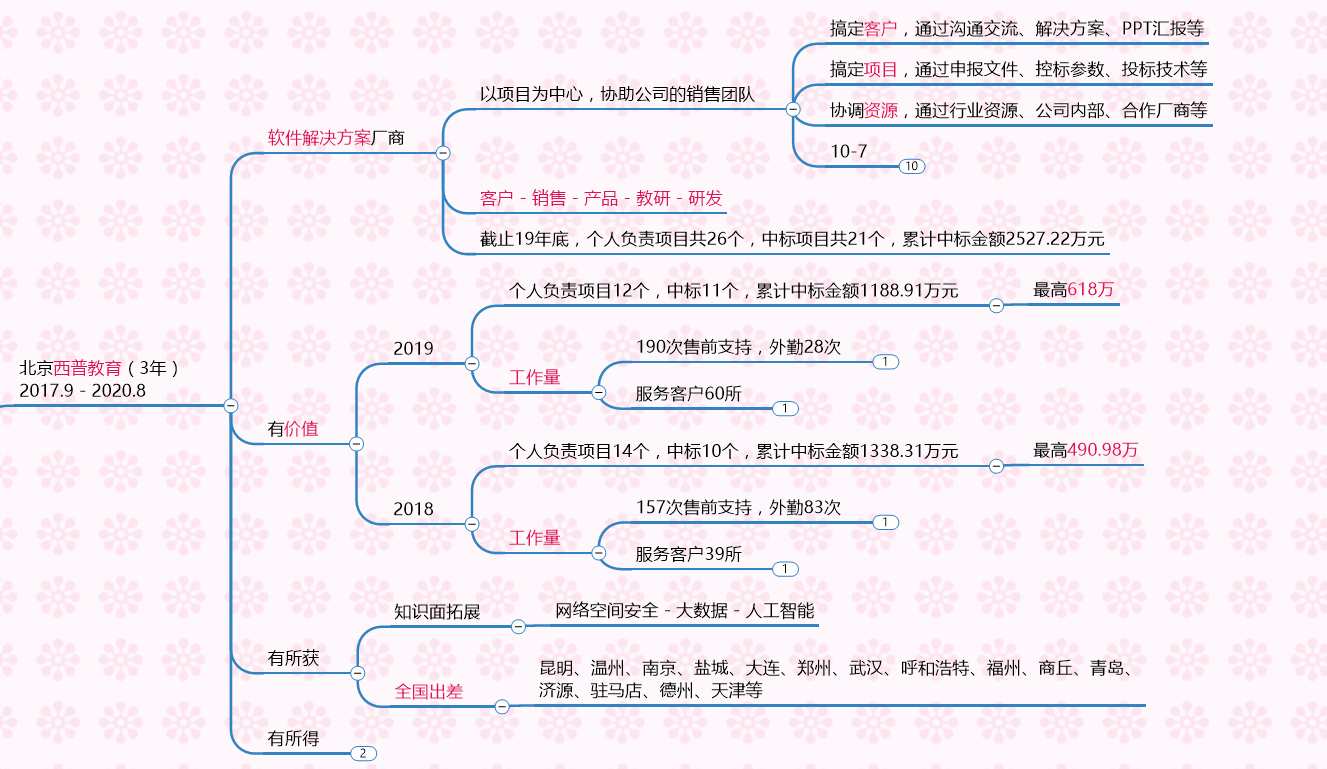 北京西普教育（3年）
2017.9 - 2020.8
软件解决方案厂商
以项目为中心，协助公司的销售团队
搞定客户，通过沟通交流、解决方案、PPT汇报等
搞定项目，通过申报文件、控标参数、投标技术等
协调资源，通过行业资源、公司内部、合作厂商等
10-7
10
客户 - 销售 - 产品 - 教研 - 研发
截止19年底，个人负责项目共26个，中标项目共21个，累计中标金额2527.22万元
有价值
2019
个人负责项目12个，中标11个，累计中标金额1188.91万元
最高618万
工作量
190次售前支持，外勤28次
1
服务客户60所
1
2018
个人负责项目14个，中标10个，累计中标金额1338.31万元
最高490.98万
工作量
157次售前支持，外勤83次
1
服务客户39所
1
有所获
知识面拓展
网络空间安全 - 大数据 - 人工智能
全国出差
昆明、温州、南京、盐城、大连、郑州、武汉、呼和浩特、福州、商丘、青岛、
济源、驻马店、德州、天津等
有所得
2